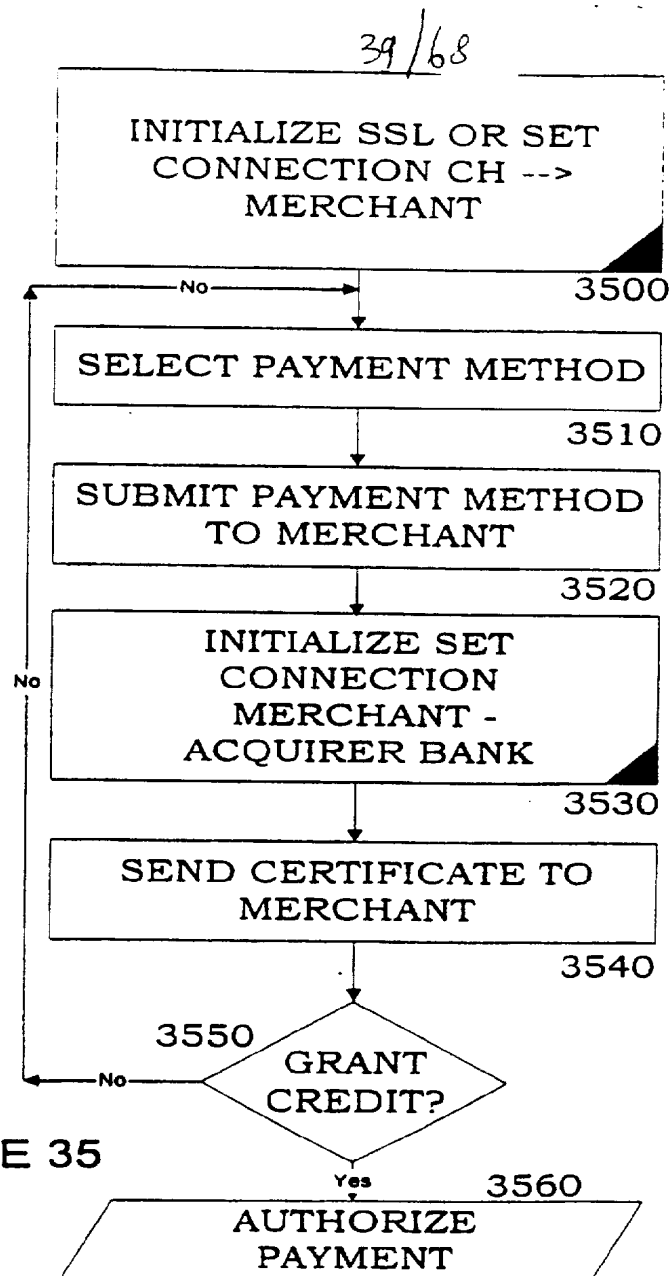 39/68
INITIALIZE SSL OR SET
CONNECTION CH -->
MERCHANT
3500
No
SELECT PAYMENT METHOD
3510
SUBMIT PAYMENT METHOD
TO MERCHANT
3520
INITIALIZE SET
CONNECTION
MERCHANT -
ACQUIRER BANK
No
3530
SEND CERTIFICATE TO
MERCHANT
3540
3550
GRANT
CREDIT?
No
E 35
Yes
3560
AUTHORIZE
PAYMENT